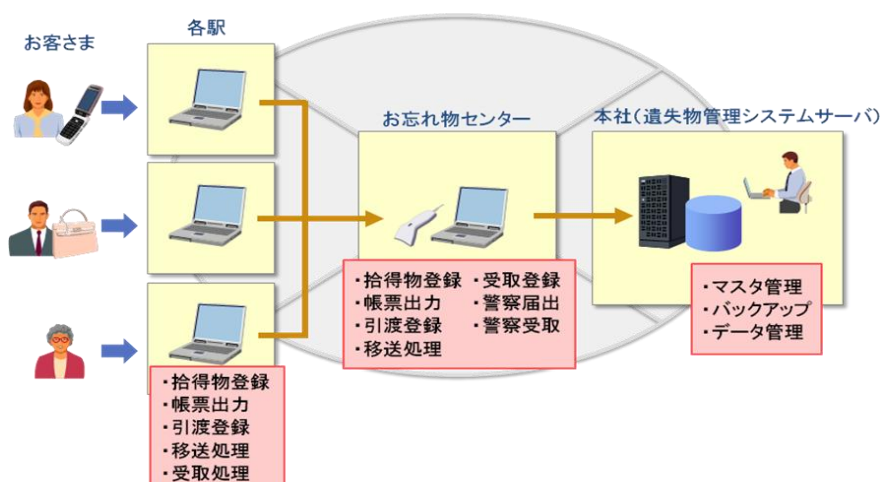 お客さま
各駅
お忘れ物センター
本社(遺失物管理システムサーバ)
・拾得物登録
・帳票出力
・引渡登録
・移送処理
・受取登録
・警察届出
・警察受取
・マスタ管理
・バックアップ
・データ管理
・拾得物登録
・帳票出力
・引渡登録
・移送処理
・受取処理